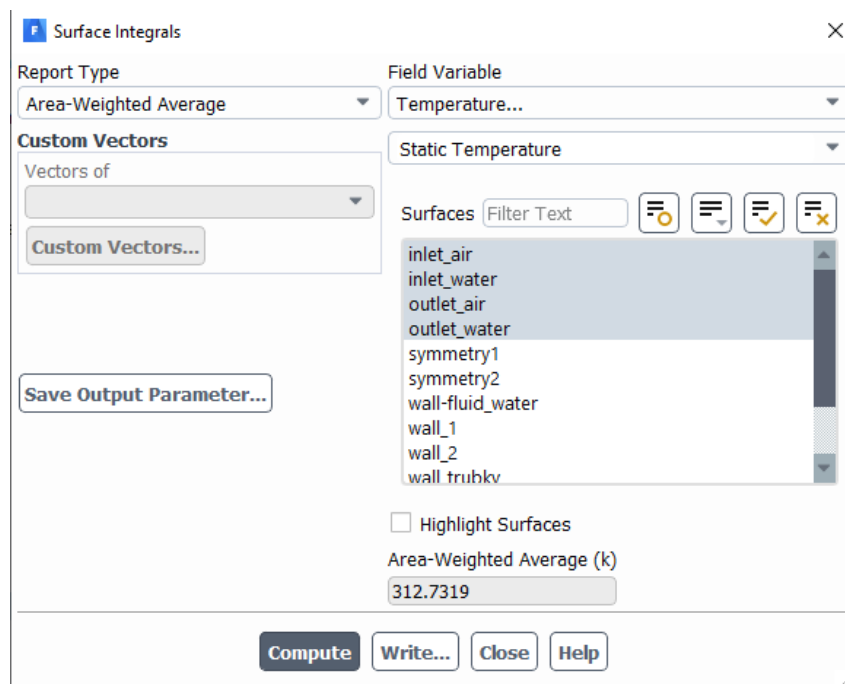 F Surface Integrals
Report Type
Area-Weighted Average
Custom Vectors
Vectors of
Custom Vectors...
Save Output Parameter...
Field Variable
Temperature...
Static Temperature
Surfaces Filter Text
inlet_air
inlet_water
outlet_air
outlet_water
symmetry1
symmetry2
wall-fluid_water
wall_1
wall_2
wall_trubky
Highlight Surfaces
Area-Weighted Average (k)
312.7319
Compute Write... Close Help